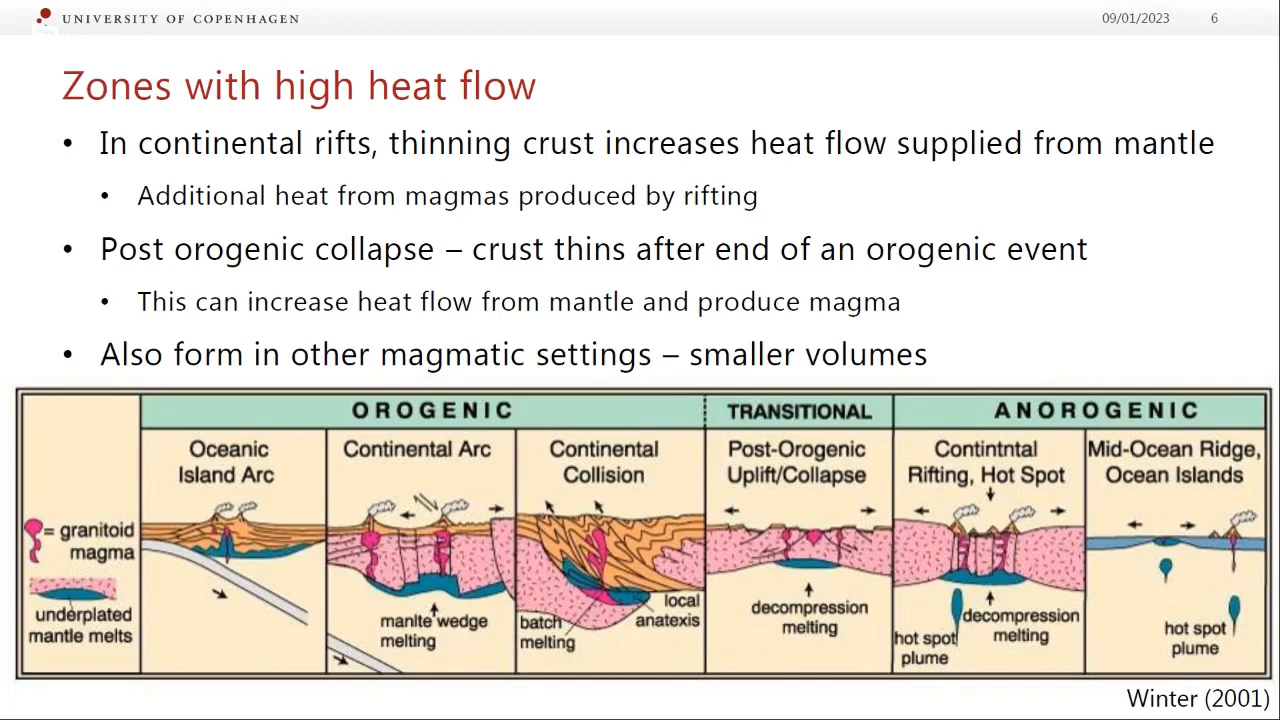 UNIVERSITY OF COPENHAGEN
09/01/2023
6
Zones with high heat flow
• In continental rifts, thinning crust increases heat flow supplied from mantle
• Additional heat from magmas produced by rifting
• Post orogenic collapse – crust thins after end of an orogenic event
• This can increase heat flow from mantle and produce magma
• Also form in other magmatic settings – smaller volumes
OROGENIC
TRANSITIONAL
ANOROGENIC
Oceanic
Island Arc
Continental Arc
Continental
Collision
Post-Orogenic
Uplift/Collapse
Contintntal
Rifting, Hot Spot
Mid-Ocean Ridge,
Ocean Islands
= granitoid
magma
underplated
mantle melts
manlte wedge
melting
batch
melting
local
anatexis
decompression
melting
hot spot
plume
decompression
melting
hot spot
plume
Winter (2001)